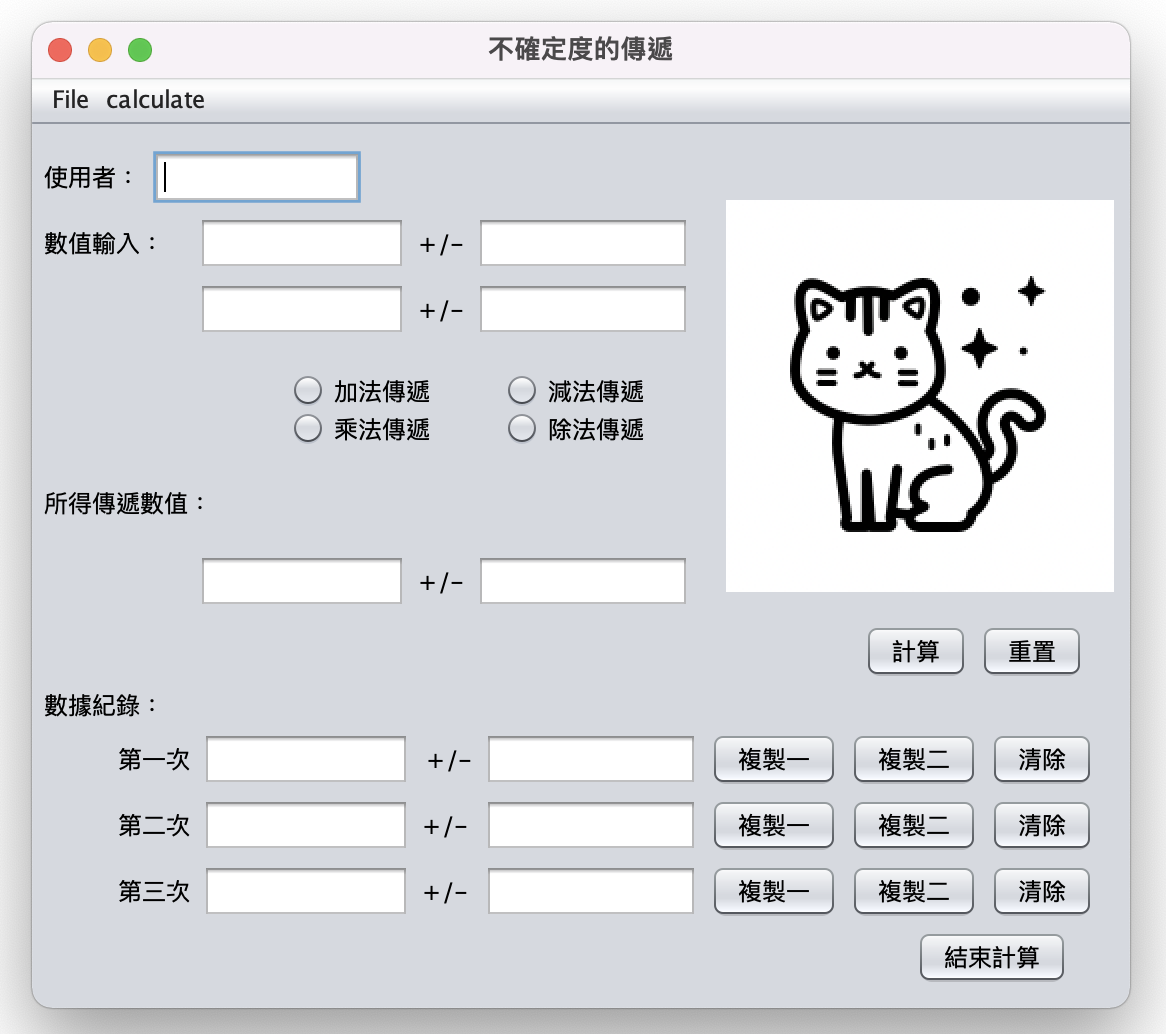 不確定度的傳遞
File calculate
使用者：
數值輸入： +/-
+/-
加法傳遞 減法傳遞
乘法傳遞 除法傳遞
所得傳遞數值：
+/-
計算 重置
數據紀錄：
第一次 +/- 複製一 複製二 清除
第二次 +/- 複製一 複製二 清除
第三次 +/- 複製一 複製二 清除
結束計算